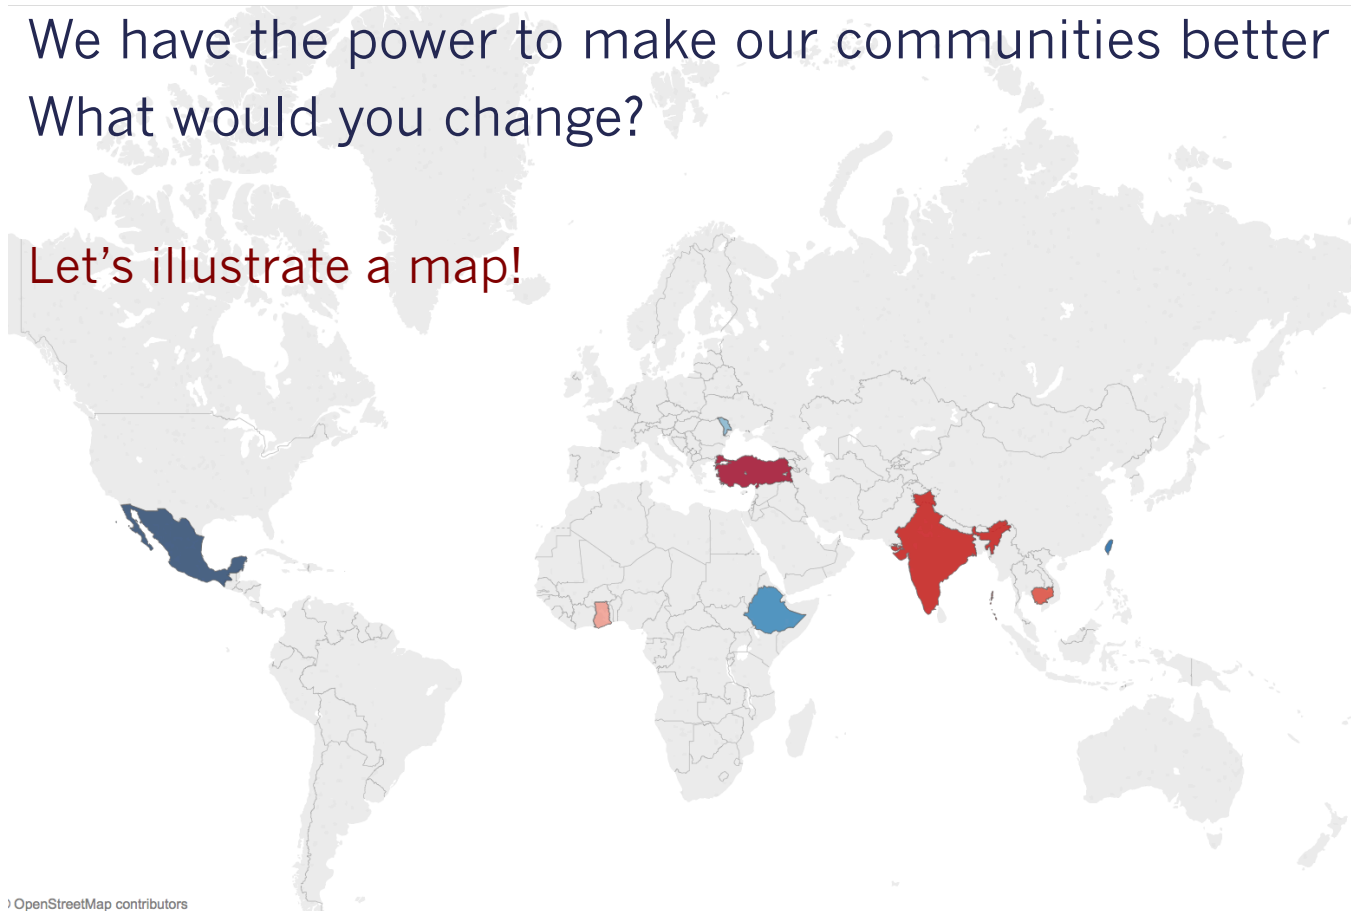 We have the power to make our communities better
What would you change?
Let’s illustrate a map!
OpenStreetMap contributors